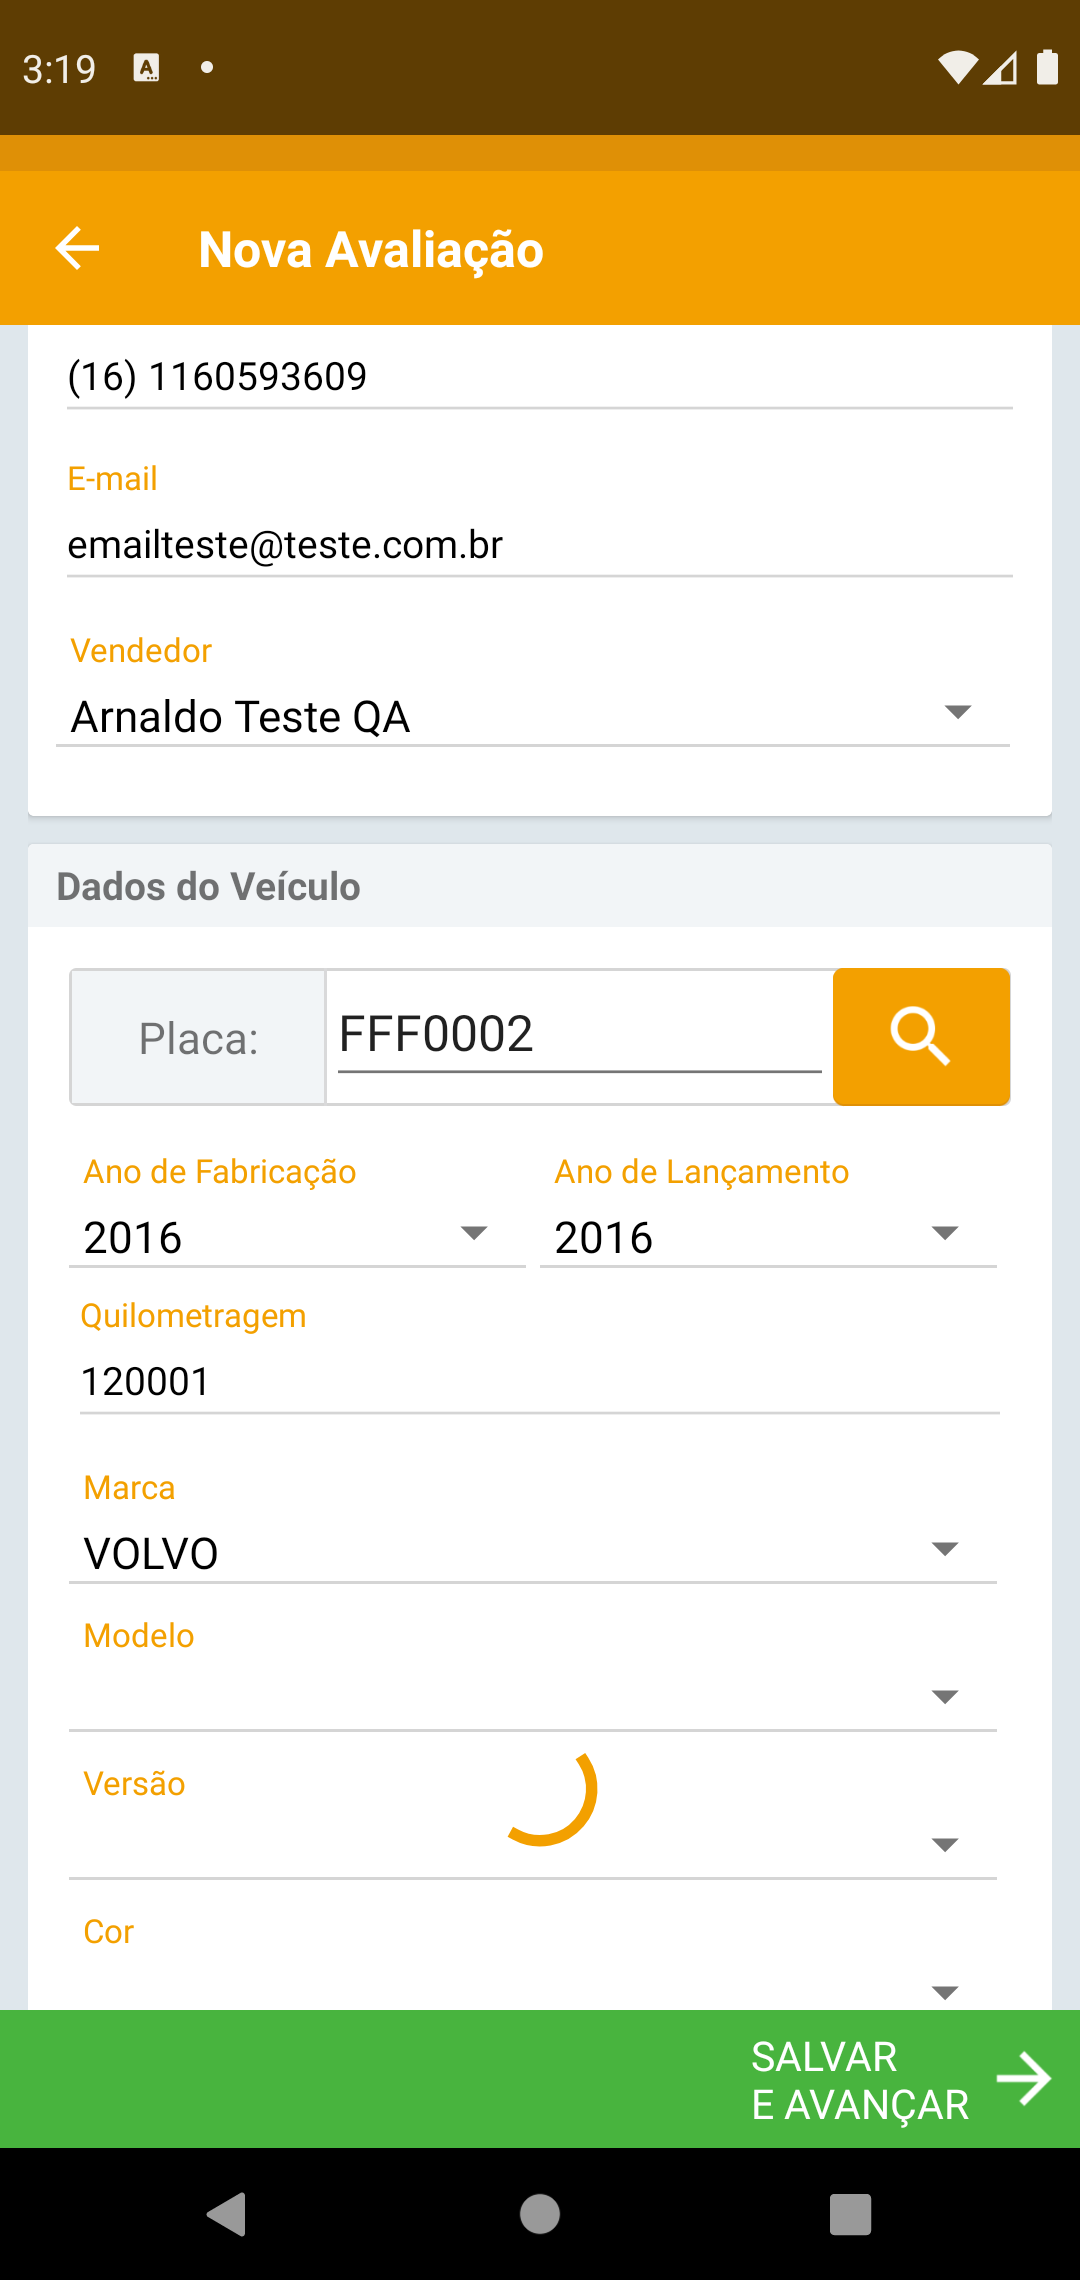 3:19
Nova Avaliação
(16) 1160593609
E-mail
emailteste@teste.com.br
Vendedor
Arnaldo Teste QA
Dados do Veículo
Placa: FFF0002
Ano de Fabricação Ano de Lançamento
2016 2016
Quilometragem
120001
Marca
VOLVO
Modelo
Versão
Cor
SALVAR
E AVANÇAR